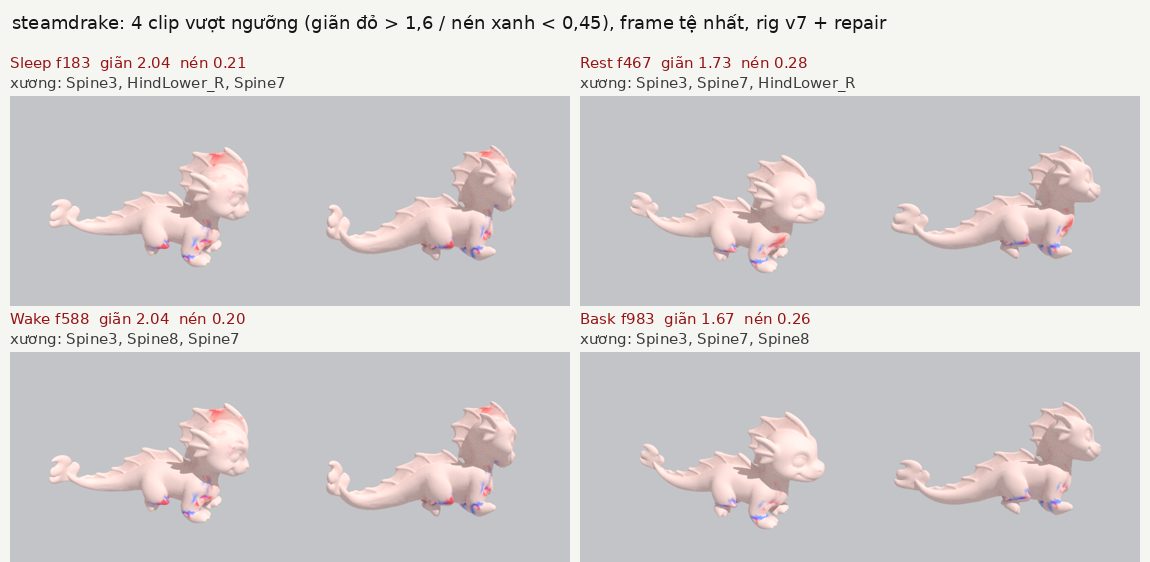 steamdrake: 4 clip vượt ngưỡng (giãn đỏ > 1,6 / nén xanh < 0,45), frame tệ nhất, rig v7 + repair
Sleep f183  giãn 2.04  nén 0.21
xương: Spine3, HindLower_R, Spine7
Rest f467  giãn 1.73  nén 0.28
xương: Spine3, Spine7, HindLower_R
Wake f588  giãn 2.04  nén 0.20
xương: Spine3, Spine8, Spine7
Bask f983  giãn 1.67  nén 0.26
xương: Spine3, Spine7, Spine8